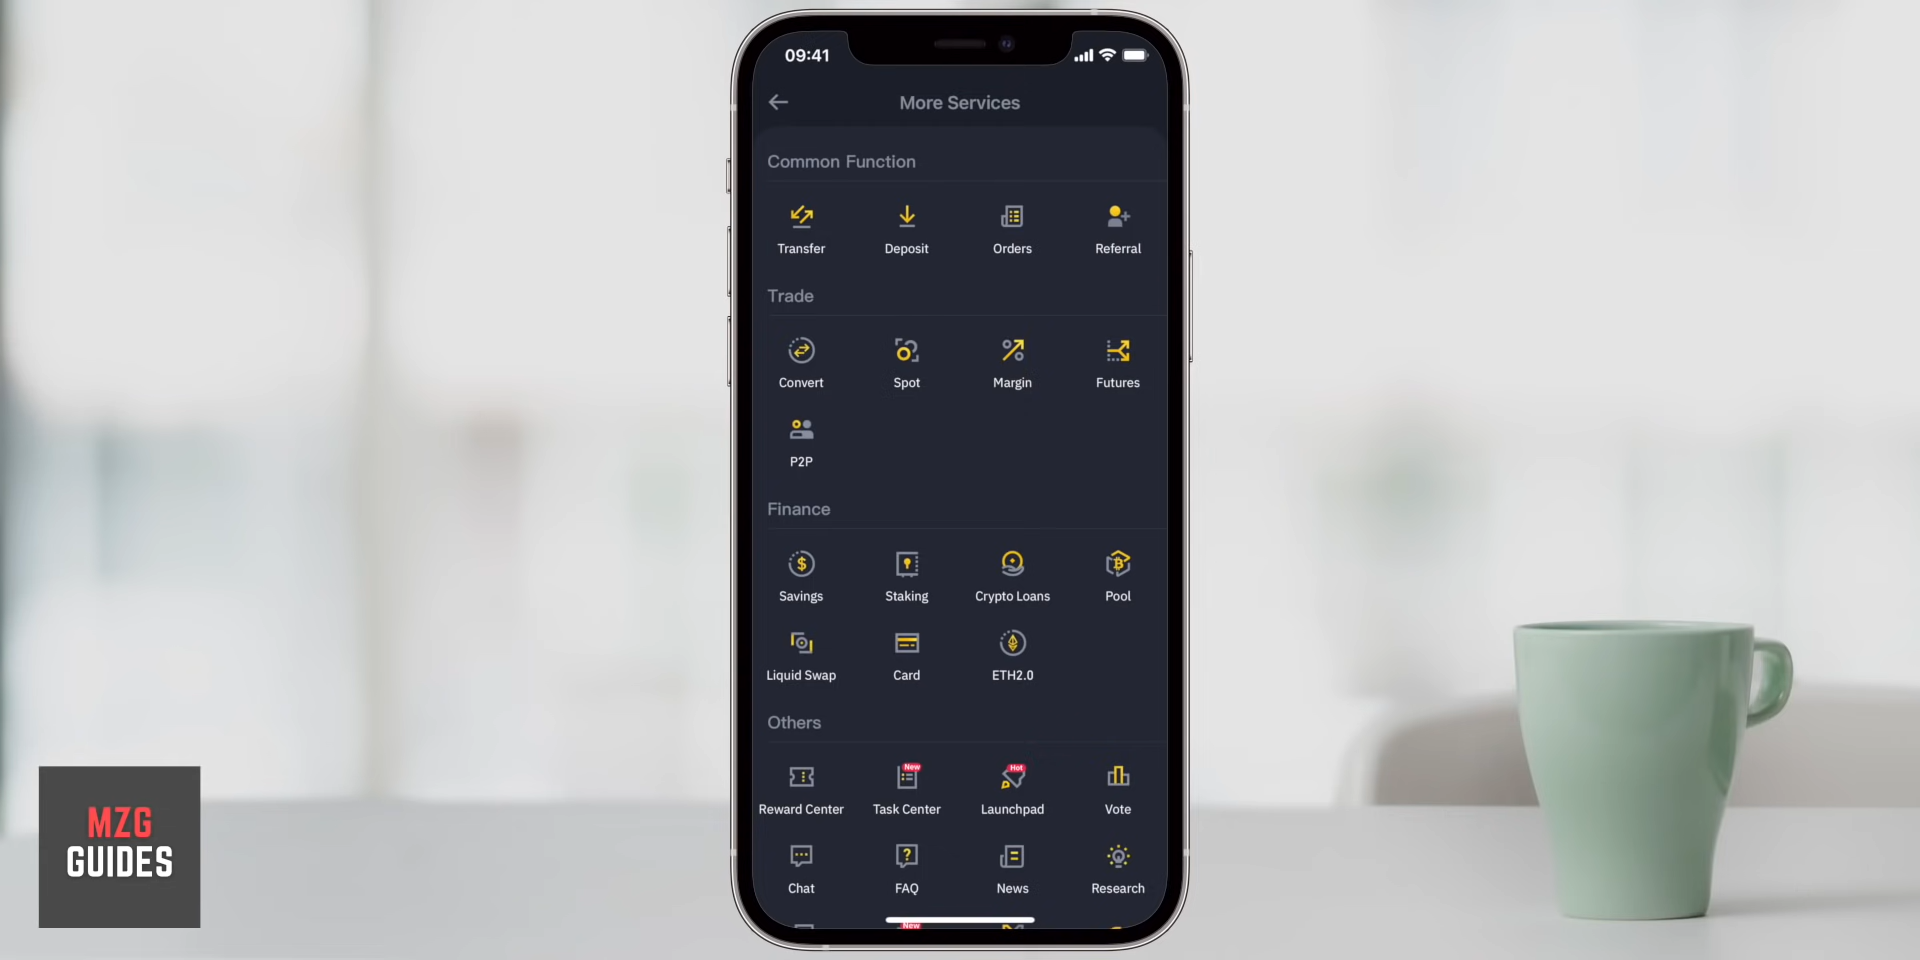 09:41
More Services
Common Function
Transfer Deposit Orders Referral
Trade
Convert Spot Margin Futures
P2P
Finance
Savings Staking Crypto Loans Pool
Liquid Swap Card ETH2.0
Others
New Hot
Reward Center Task Center Launchpad Vote
Chat FAQ News Research
New
MZG
GUIDES